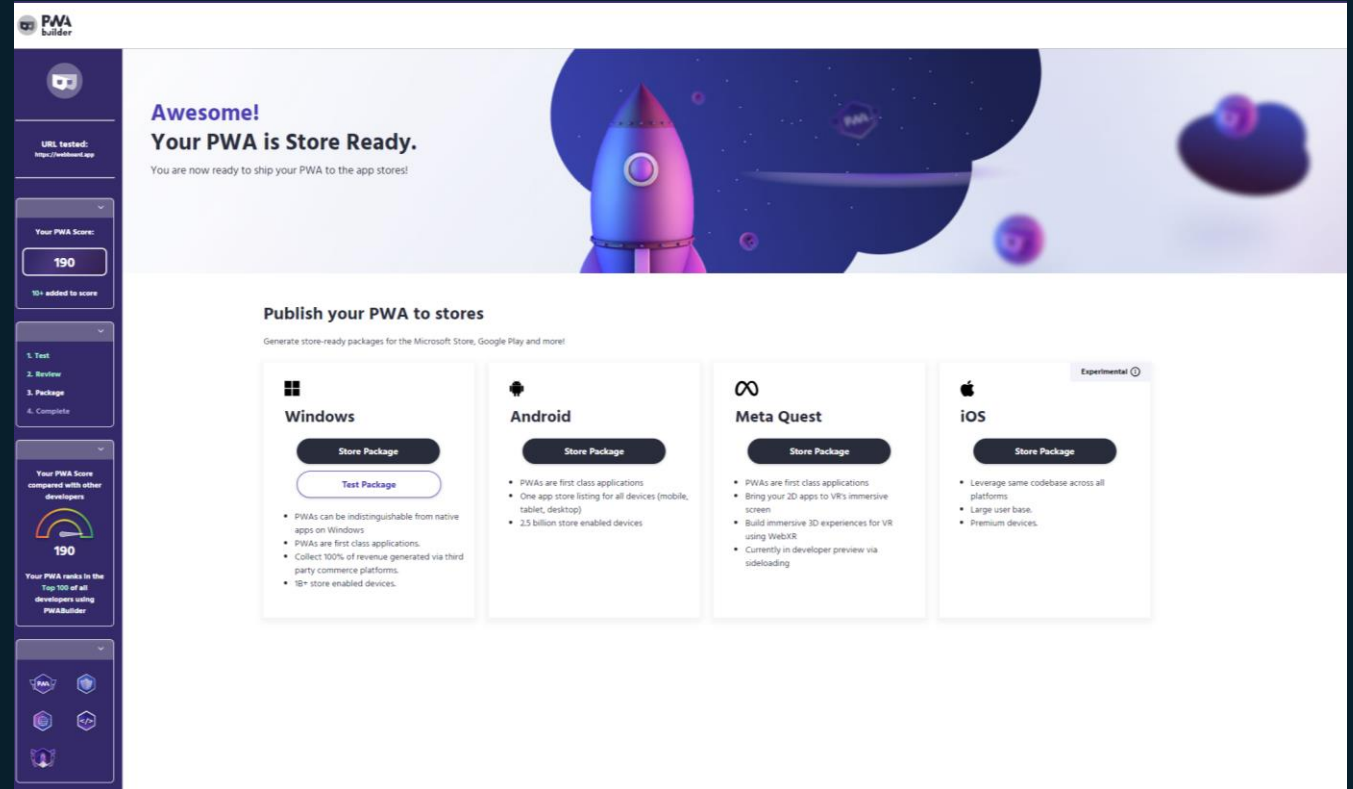 PWA
builder
URL tested:
https://webboard.app
Your PWA Score:
190
10+ added to score
1. Test
2. Review
3. Package
4. Complete
Your PWA Score
compared with other
developers
190
Your PWA ranks in the
Top 100 of all
developers using
PWABuilder
PWA
Awesome!
Your PWA is Store Ready.
You are now ready to ship your PWA to the app stores!
PWA
Publish your PWA to stores
Generate store-ready packages for the Microsoft Store, Google Play and more!
Windows
Store Package
Test Package
• PWAs can be indistinguishable from native
apps on Windows
• PWAs are first class applications.
• Collect 100% of revenue generated via third
party commerce platforms.
• 1B+ store enabled devices.
Android
Store Package
• PWAs are first class applications
• One app store listing for all devices (mobile,
tablet, desktop)
• 2.5 billion store enabled devices
Meta Quest
Store Package
• PWAs are first class applications
• Bring your 2D apps to VR's immersive
screen
• Build immersive 3D experiences for VR
using WebXR
• Currently in developer preview via
sideloading
Experimental
iOS
Store Package
• Leverage same codebase across all
platforms
• Large user base.
• Premium devices.